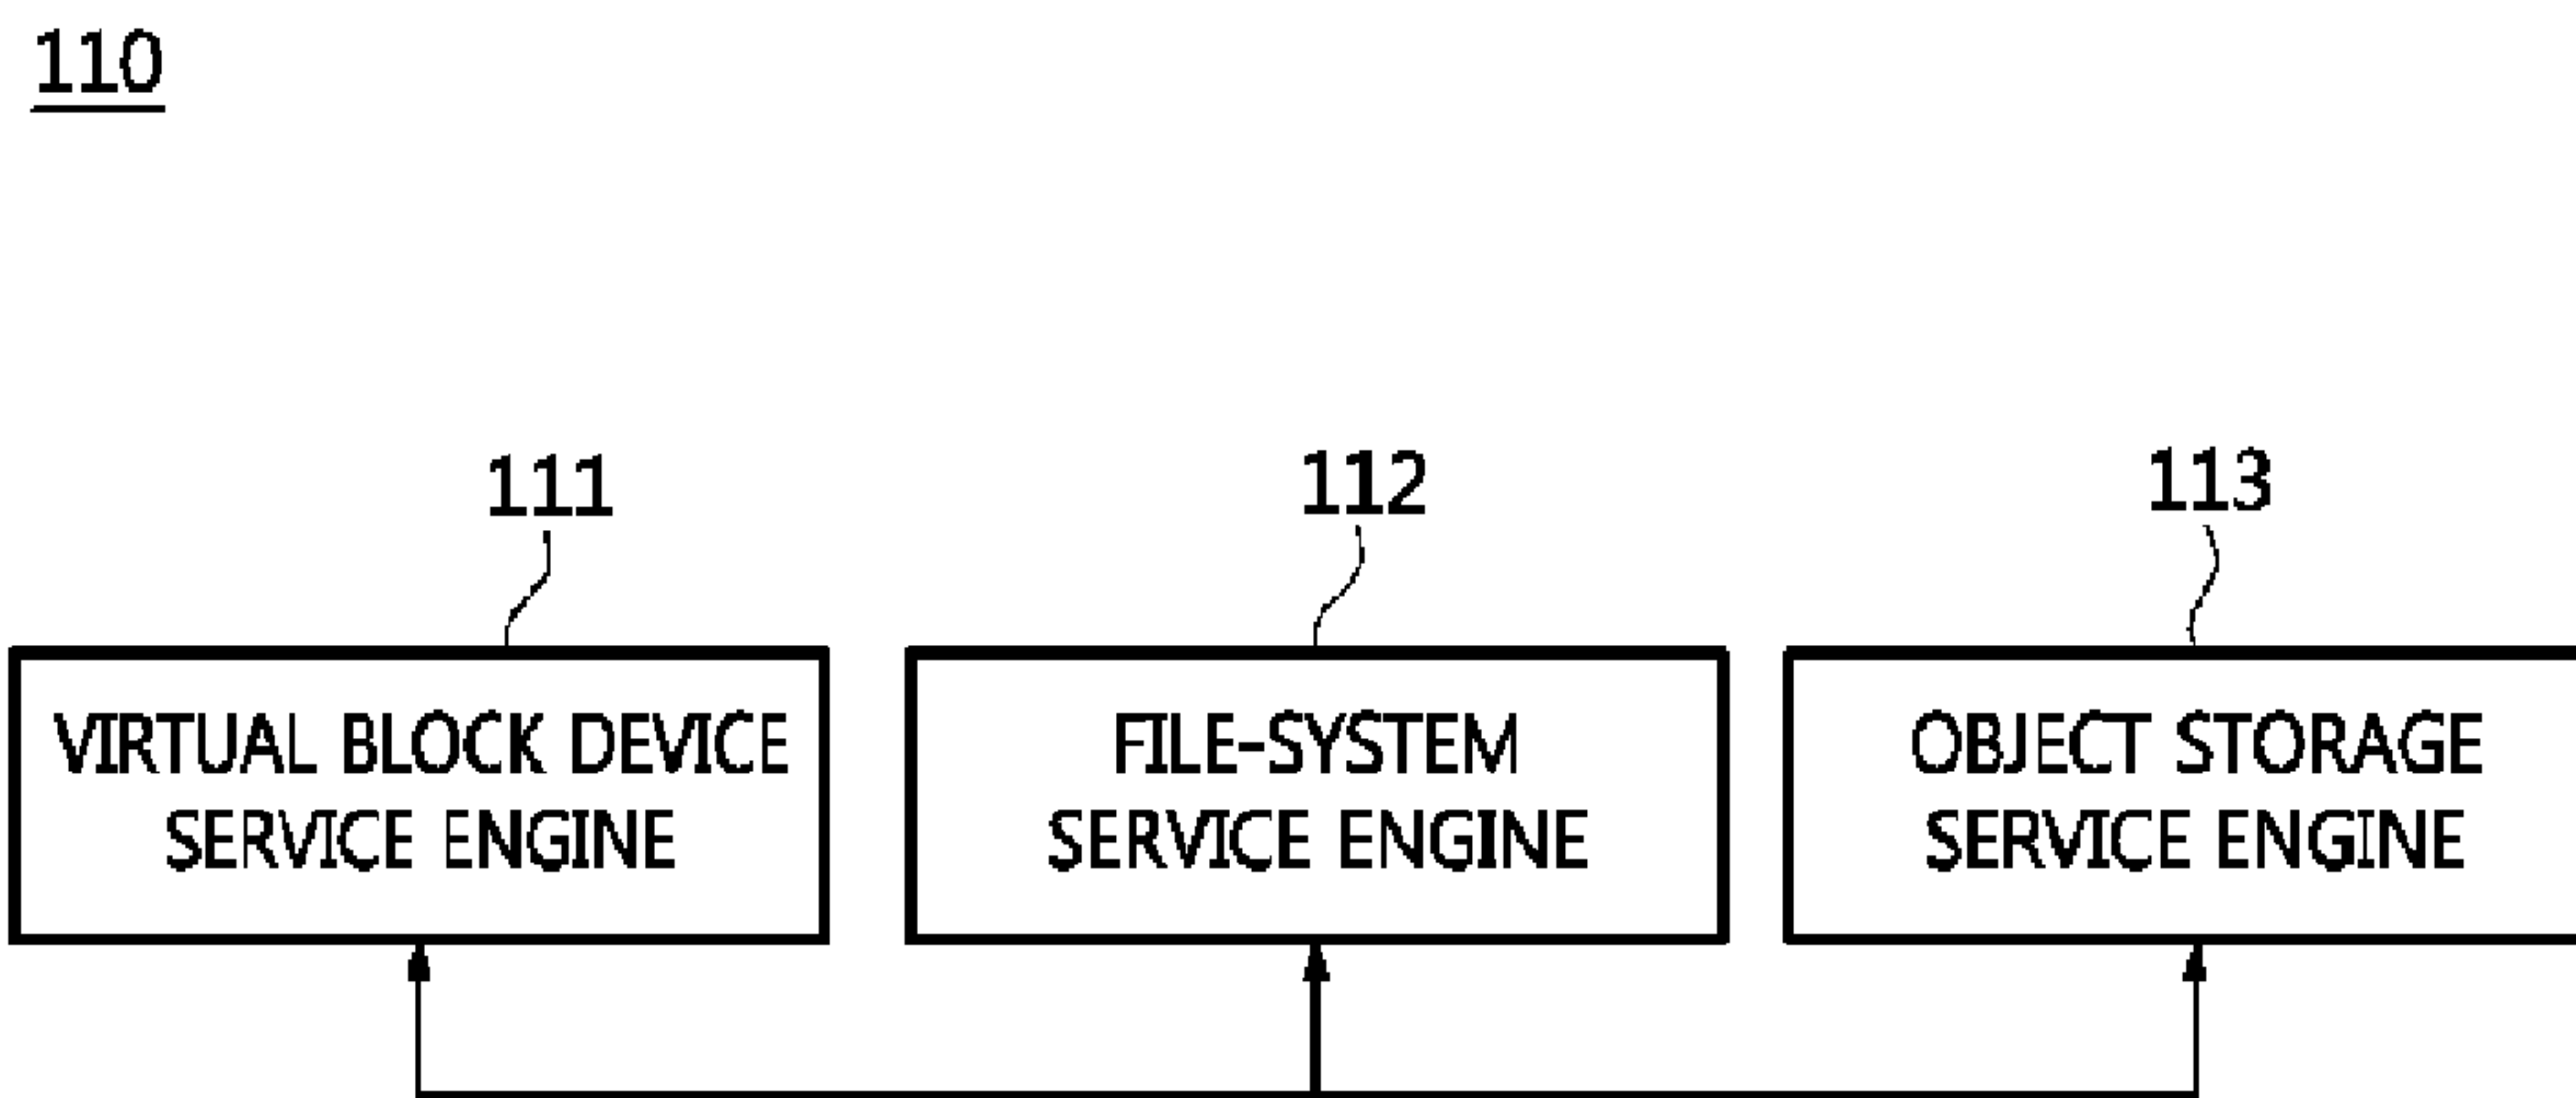 110
111
112
113
VIRTUAL BLOCK DEVICE
SERVICE ENGINE
FILE-SYSTEM
SERVICE ENGINE
OBJECT STORAGE
SERVICE ENGINE